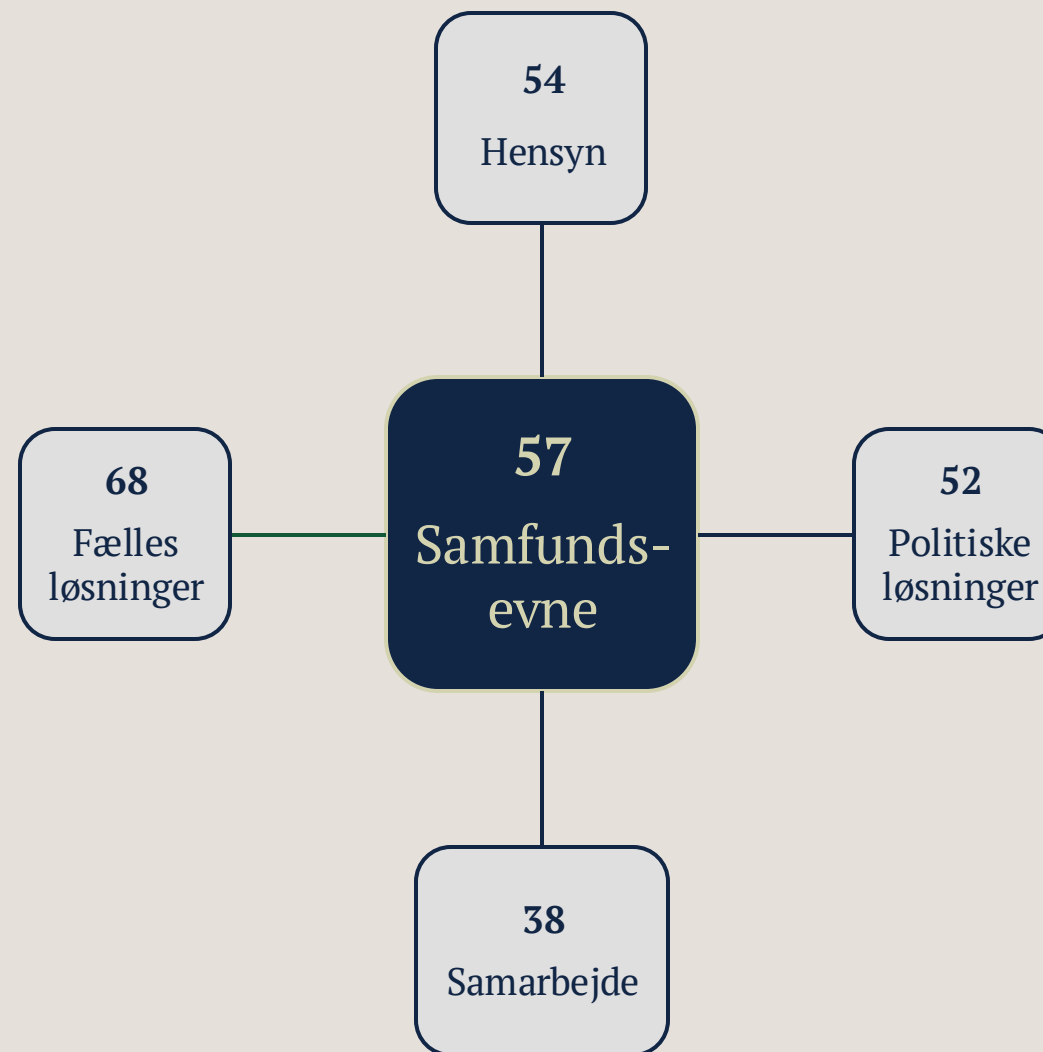 54
Hensyn
68
Fælles
løsninger
57
Samfunds-
evne
52
Politiske
løsninger
38
Samarbejde